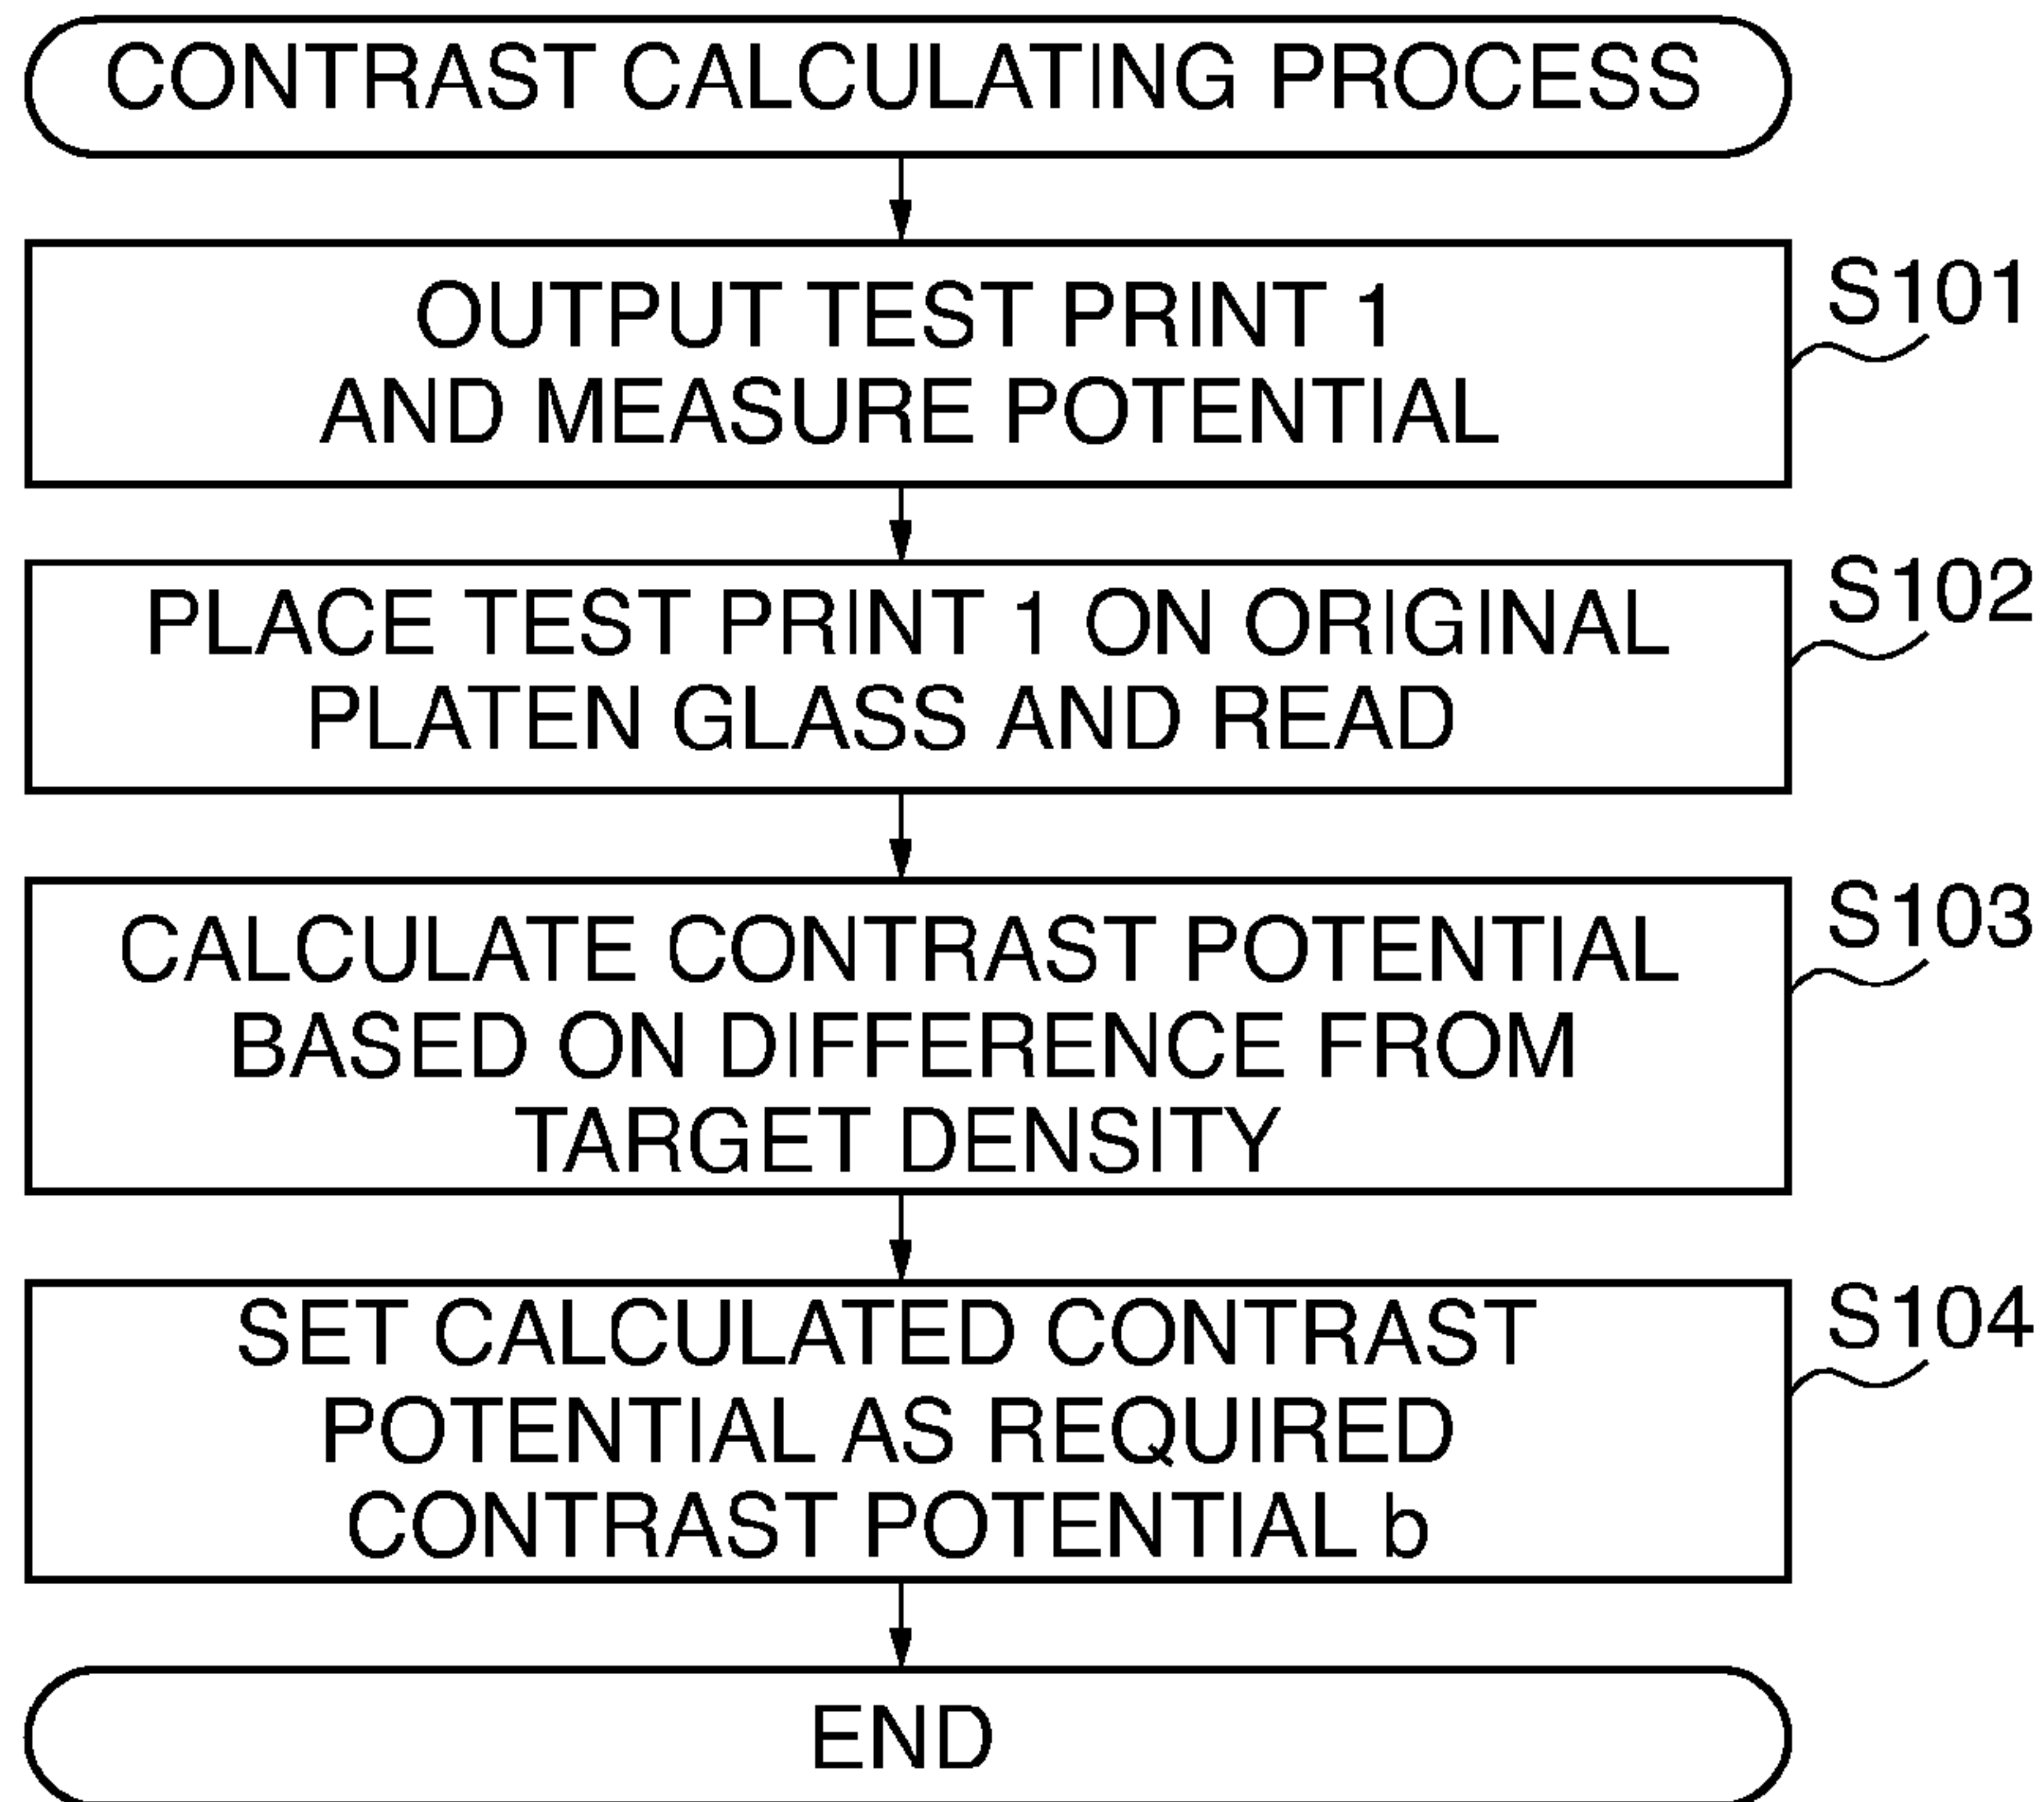 CONTRAST CALCULATING PROCESS
OUTPUT TEST PRINT 1
AND MEASURE POTENTIAL
S101
PLACE TEST PRINT 1 ON ORIGINAL
PLATEN GLASS AND READ
S102
CALCULATE CONTRAST POTENTIAL
BASED ON DIFFERENCE FROM
TARGET DENSITY
S103
SET CALCULATED CONTRAST
POTENTIAL AS REQUIRED
CONTRAST POTENTIAL b
S104
END